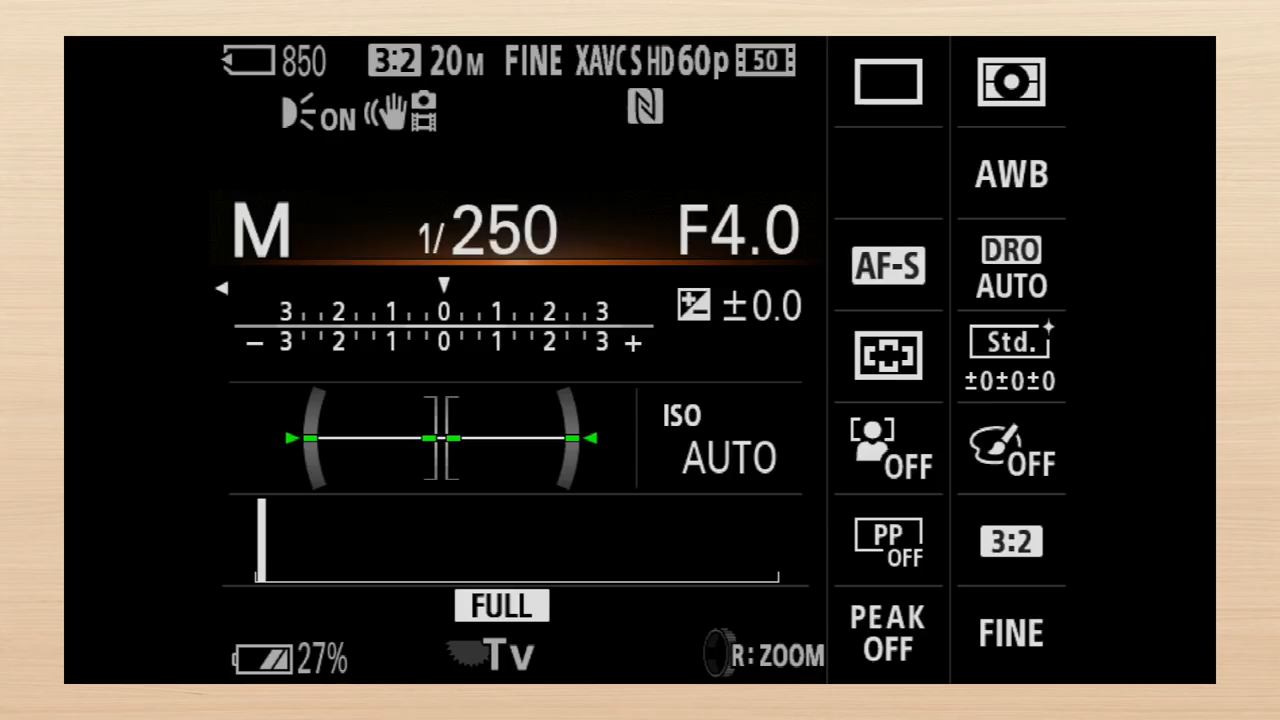 850 3:2 20M FINE XAVC S HD 60p 50
ON N
M 1/250 F4.0
3 2 1 0 1 2 3 ±0.0
− 3 2 1 0 1 2 3 +
ISO
AUTO
FULL
27% Tv R: ZOOM
AWB
AF-S
DRO
AUTO
Std.
±0±0±0
OFF
OFF
PP
OFF
3:2
PEAK
OFF
FINE